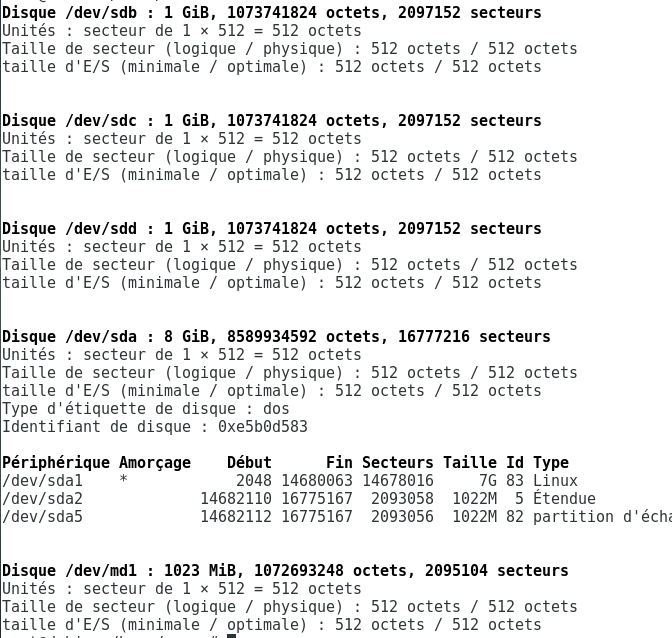 Disque /dev/sdb : 1 GiB, 1073741824 octets, 2097152 secteurs
Unités : secteur de 1 × 512 = 512 octets
Taille de secteur (logique / physique) : 512 octets / 512 octets
taille d'E/S (minimale / optimale) : 512 octets / 512 octets
Disque /dev/sdc : 1 GiB, 1073741824 octets, 2097152 secteurs
Unités : secteur de 1 × 512 = 512 octets
Taille de secteur (logique / physique) : 512 octets / 512 octets
taille d'E/S (minimale / optimale) : 512 octets / 512 octets
Disque /dev/sdd : 1 GiB, 1073741824 octets, 2097152 secteurs
Unités : secteur de 1 × 512 = 512 octets
Taille de secteur (logique / physique) : 512 octets / 512 octets
taille d'E/S (minimale / optimale) : 512 octets / 512 octets
Disque /dev/sda : 8 GiB, 8589934592 octets, 16777216 secteurs
Unités : secteur de 1 × 512 = 512 octets
Taille de secteur (logique / physique) : 512 octets / 512 octets
taille d'E/S (minimale / optimale) : 512 octets / 512 octets
Type d'étiquette de disque : dos
Identifiant de disque : 0xe5b0d583
Périphérique Amorçage Début Fin Secteurs Taille Id Type
/dev/sda1 * 2048 14680063 14678016 7G 83 Linux
/dev/sda2 14682110 16775167 2093058 1022M 5 Étendue
/dev/sda5 14682112 16775167 2093056 1022M 82 partition d'écha
Disque /dev/md1 : 1023 MiB, 1072693248 octets, 2095104 secteurs
Unités : secteur de 1 × 512 = 512 octets
Taille de secteur (logique / physique) : 512 octets / 512 octets
taille d'E/S (minimale / optimale) : 512 octets / 512 octets